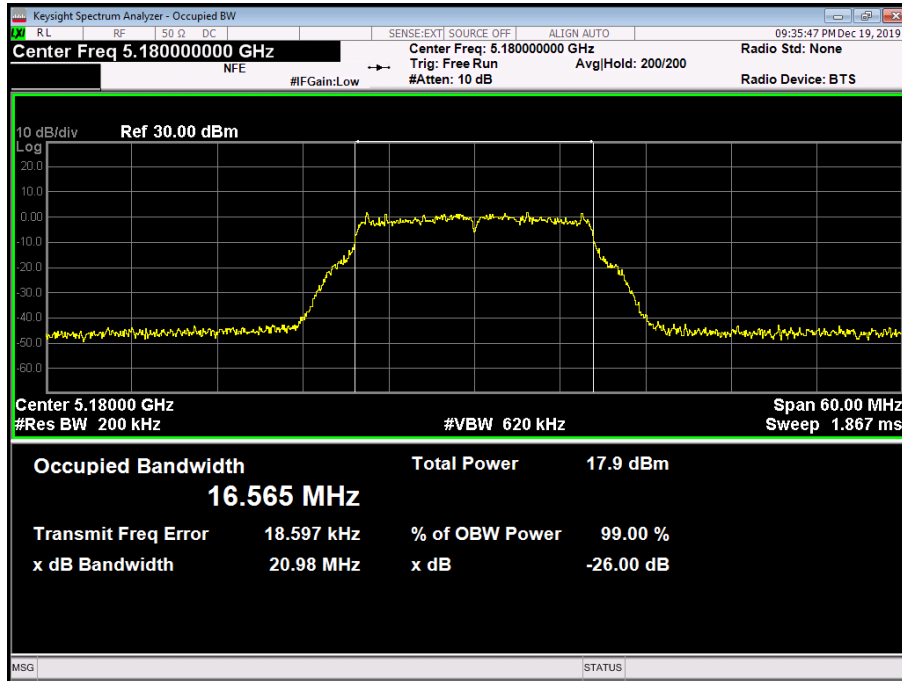 Keysight Spectrum Analyzer - Occupied BW
LXI RL RF 50 Ω DC SENSE:EXT SOURCE OFF ALIGN AUTO 09:35:47 PM Dec 19, 2019
Center Freq 5.180000000 GHz Center Freq: 5.180000000 GHz Radio Std: None
NFE Trig: Free Run Avg|Hold: 200/200
#IFGain:Low #Atten: 10 dB Radio Device: BTS
10 dB/div Ref 30.00 dBm
Log
20.0
10.0
0.00
-10.0
-20.0
-30.0
-40.0
-50.0
-60.0
Center 5.18000 GHz Span 60.00 MHz
#Res BW 200 kHz #VBW 620 kHz Sweep 1.867 ms
Occupied Bandwidth Total Power 17.9 dBm
16.565 MHz
Transmit Freq Error 18.597 kHz % of OBW Power 99.00 %
x dB Bandwidth 20.98 MHz x dB -26.00 dB
MSG STATUS